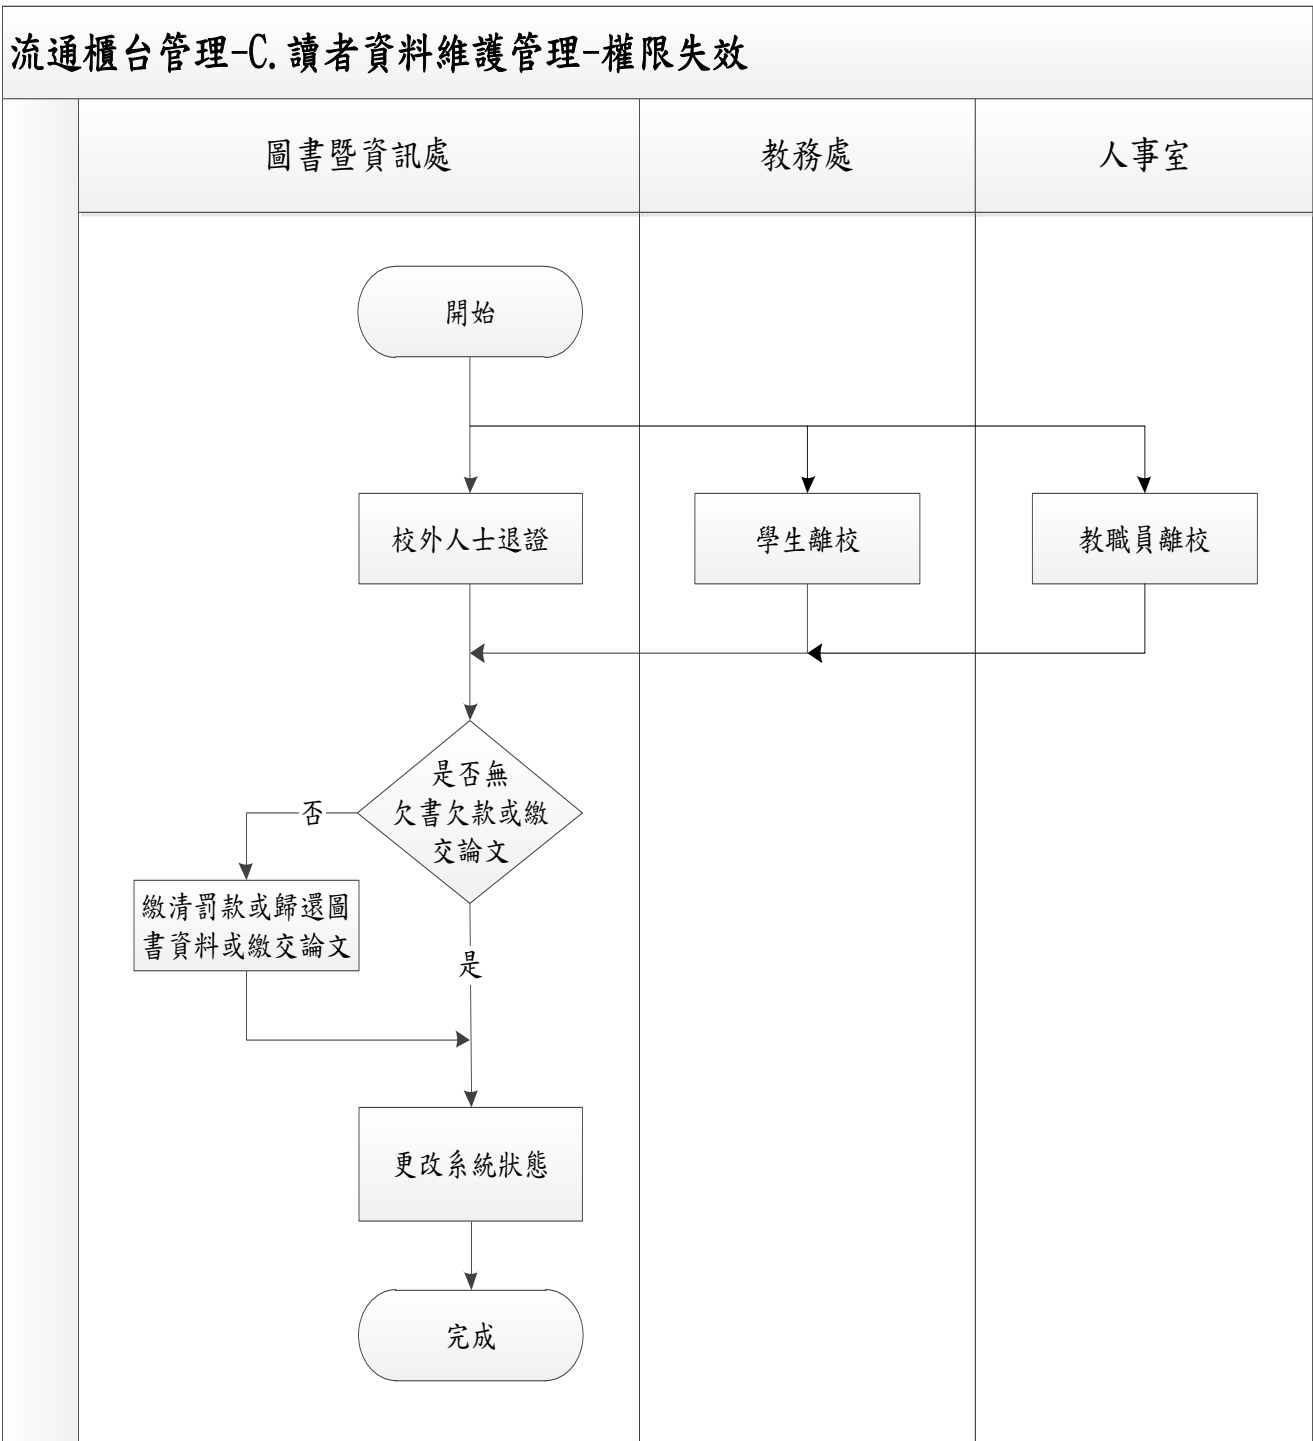 流通櫃台管理-C.讀者資料維護管理-權限失效
圖書暨資訊處
教務處
人事室
開始
校外人士退證
學生離校
教職員離校
是否無
欠書欠款或繳
交論文
否
繳清罰款或歸還圖
書資料或繳交論文
是
更改系統狀態
完成